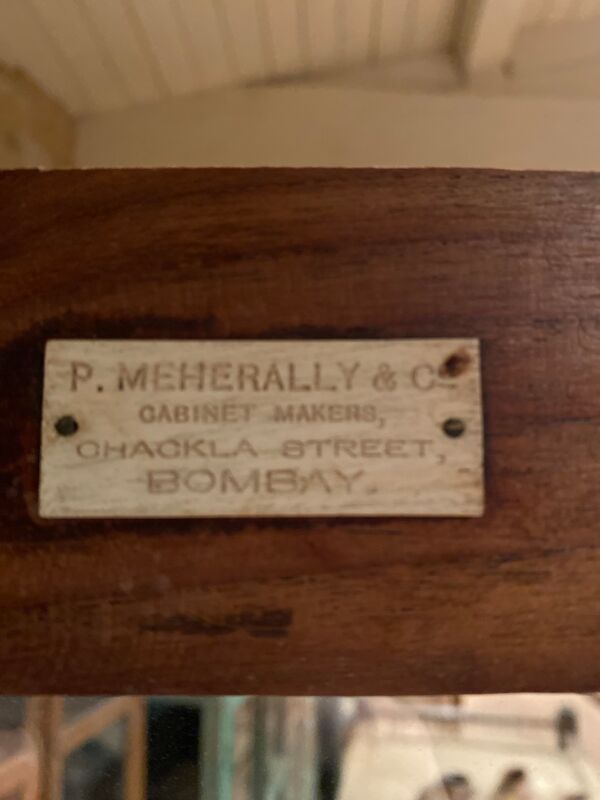 P. MEHERALLY & Co
CABINET MAKERS,
CHACKLA STREET,
BOMBAY.